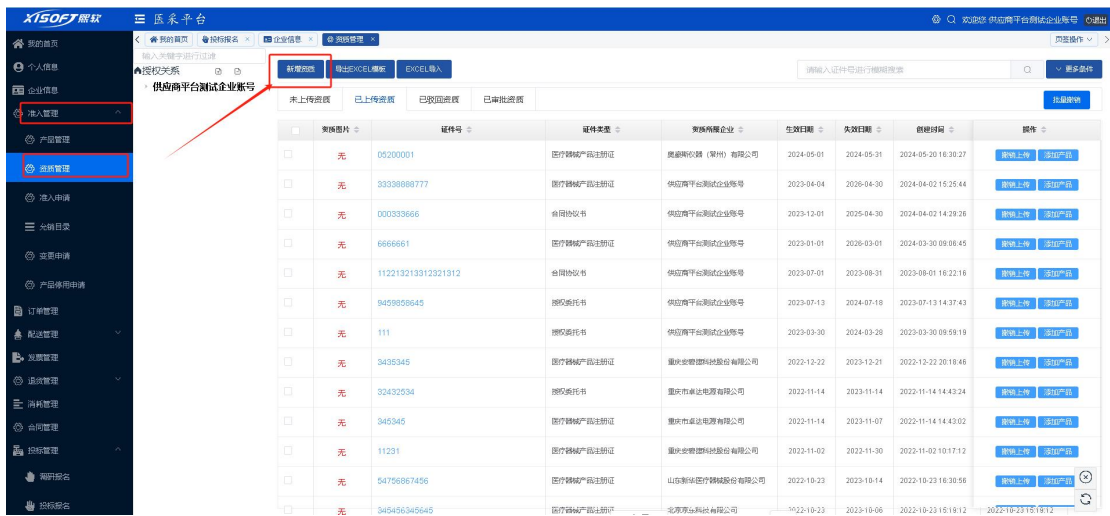 XISOFT熙软
医采平台
欢迎您 供应商平台测试企业账号 退出
我的首页 投标报名 × 企业信息 × 资质管理 ×
页签操作
我的首页
个人信息
企业信息
准入管理
产品管理
资质管理
准入申请
允销目录
变更申请
产品停用申请
订单管理
配送管理
发票管理
退货管理
消耗管理
合同管理
投标管理
调研报名
投标报名
输入关键字进行过滤
授权关系
供应商平台测试企业账号
新增资质 导出EXCEL模板 EXCEL导入
请输入证件号进行模糊搜索
更多条件
未上传资质 已上传资质 已驳回资质 已审批资质
批量撤销
资质图片 证件号 证件类型 资质所属企业 生效日期 失效日期 创建时间 操作
无 05200001 医疗器械产品注册证 奥豪斯仪器（常州）有限公司 2024-05-01 2024-05-31 2024-05-20 16:30:27 撤销上传 添加产品
无 33338888777 医疗器械产品注册证 供应商平台测试企业账号 2023-04-04 2026-04-30 2024-04-02 15:25:44 撤销上传 添加产品
无 000333666 合同协议书 供应商平台测试企业账号 2023-12-01 2025-04-30 2024-04-02 14:29:26 撤销上传 添加产品
无 6666661 医疗器械产品注册证 供应商平台测试企业账号 2023-01-01 2026-03-01 2024-03-30 09:06:45 撤销上传 添加产品
无 112213213312321312 合同协议书 供应商平台测试企业账号 2023-07-01 2023-08-31 2023-08-01 16:22:16 撤销上传 添加产品
无 9459858645 授权委托书 供应商平台测试企业账号 2023-07-13 2024-07-18 2023-07-13 14:37:43 撤销上传 添加产品
无 111 授权委托书 供应商平台测试企业账号 2023-03-30 2024-03-28 2023-03-30 09:59:19 撤销上传 添加产品
无 3435345 医疗器械产品注册证 重庆安碧捷科技股份有限公司 2022-12-22 2023-12-21 2022-12-22 20:18:46 撤销上传 添加产品
无 32432534 授权委托书 重庆市卓达电源有限公司 2022-11-14 2023-11-14 2022-11-14 14:43:24 撤销上传 添加产品
无 345345 医疗器械产品注册证 重庆市卓达电源有限公司 2022-11-14 2023-11-07 2022-11-14 14:43:02 撤销上传 添加产品
无 11231 医疗器械产品注册证 重庆安碧捷科技股份有限公司 2022-11-02 2022-11-30 2022-11-02 10:17:12 撤销上传 添加产品
无 54756867456 医疗器械产品注册证 山东新华医疗器械股份有限公司 2022-10-23 2023-10-14 2022-10-23 16:30:56 撤销上传 添加产品
无 345456345645 医疗器械产品注册证 2022-10-23 2023-10-06 2022-10-23 15:19:12 2022-10-23 15:19:12